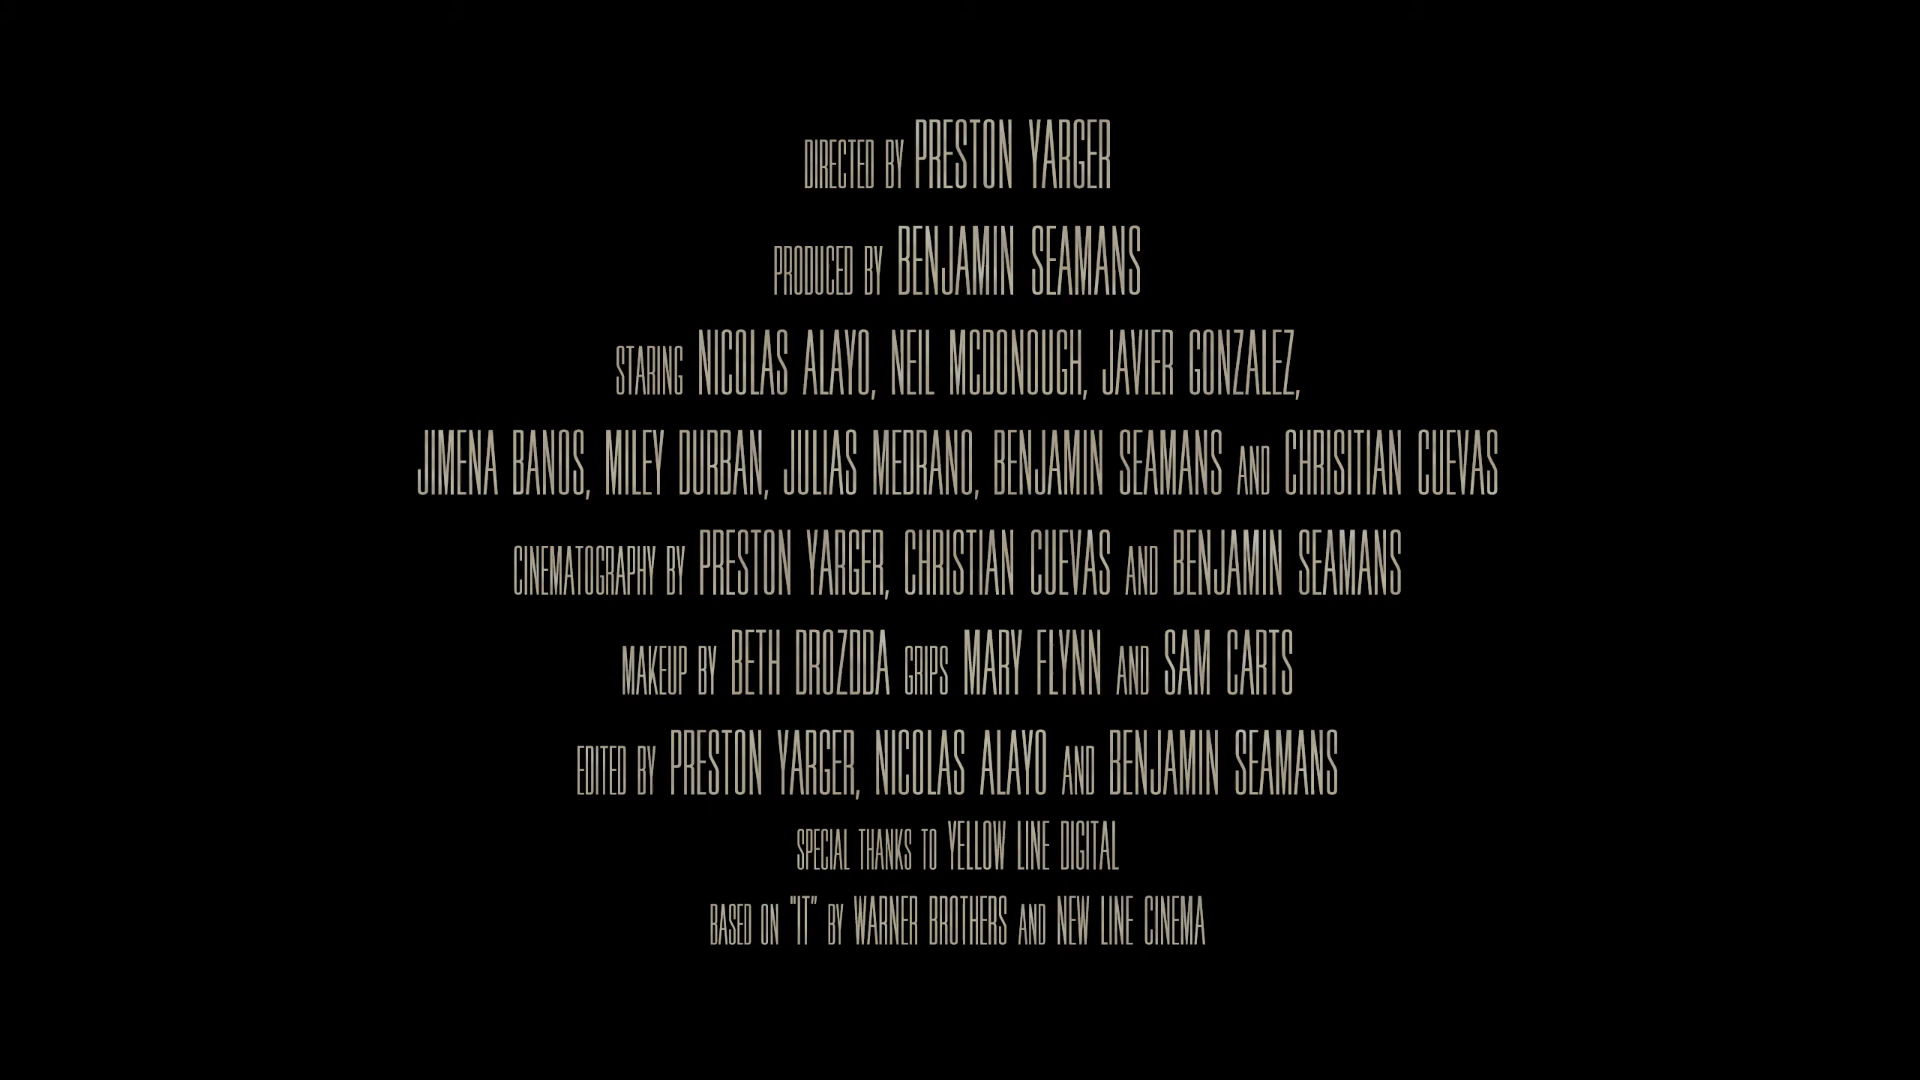 DIRECTED BY PRESTON YARGER
PRODUCED BY BENJAMIN SEAMANS
STARING NICOLAS ALAYO, NEIL MCDONOUGH, JAVIER GONZALEZ,
JIMENA BANOS, MILEY DURBAN, JULIAS MEDRANO, BENJAMIN SEAMANS AND CHRISITIAN CUEVAS
CINEMATOGRAPHY BY PRESTON YARGER, CHRISTIAN CUEVAS AND BENJAMIN SEAMANS
MAKEUP BY BETH DROZDDA GRIPS MARY FLYNN AND SAM CARTS
EDITED BY PRESTON YARGER, NICOLAS ALAYO AND BENJAMIN SEAMANS
SPECIAL THANKS TO YELLOW LINE DIGITAL
BASED ON "IT" BY WARNER BROTHERS AND NEW LINE CINEMA